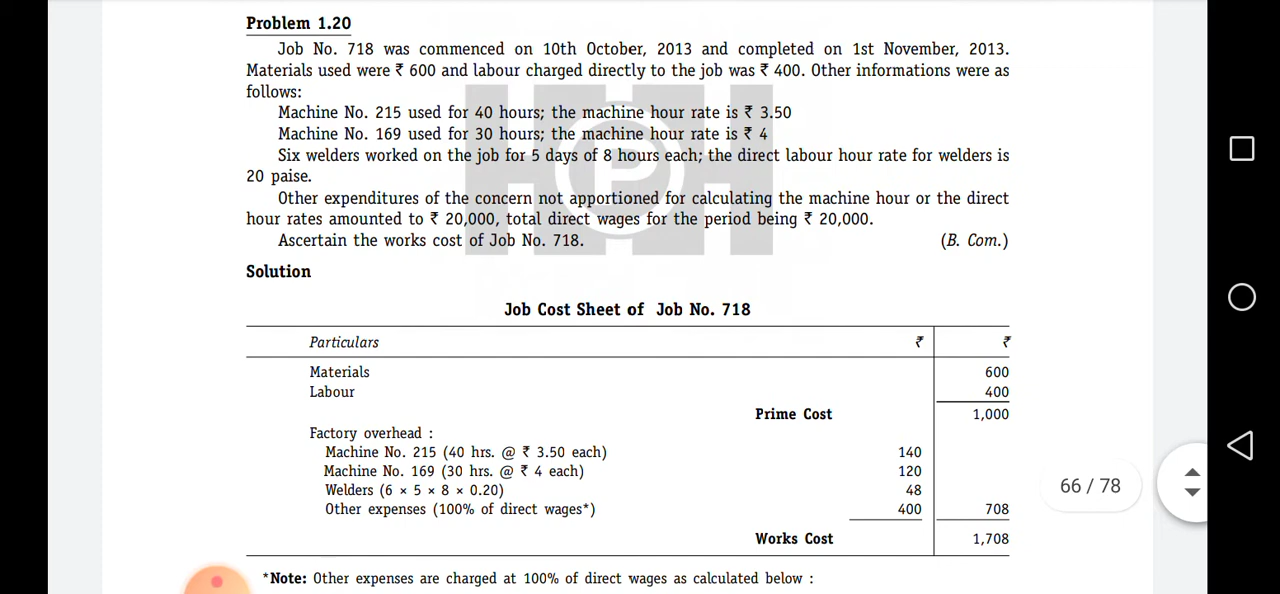 Problem 1.20
Job No. 718 was commenced on 10th October, 2013 and completed on 1st November, 2013.
Materials used were ₹ 600 and labour charged directly to the job was ₹ 400. Other informations were as
follows:
Machine No. 215 used for 40 hours; the machine hour rate is ₹ 3.50
Machine No. 169 used for 30 hours; the machine hour rate is ₹ 4
Six welders worked on the job for 5 days of 8 hours each; the direct labour hour rate for welders is
20 paise.
Other expenditures of the concern not apportioned for calculating the machine hour or the direct
hour rates amounted to ₹ 20,000, total direct wages for the period being ₹ 20,000.
Ascertain the works cost of Job No. 718. (B. Com.)
Solution
Job Cost Sheet of Job No. 718
Particulars ₹ ₹
Materials 600
Labour 400
Prime Cost 1,000
Factory overhead :
Machine No. 215 (40 hrs. @ ₹ 3.50 each) 140
Machine No. 169 (30 hrs. @ ₹ 4 each) 120
Welders (6 × 5 × 8 × 0.20) 48
Other expenses (100% of direct wages*) 400 708
Works Cost 1,708
*Note: Other expenses are charged at 100% of direct wages as calculated below :
66 / 78
HPH